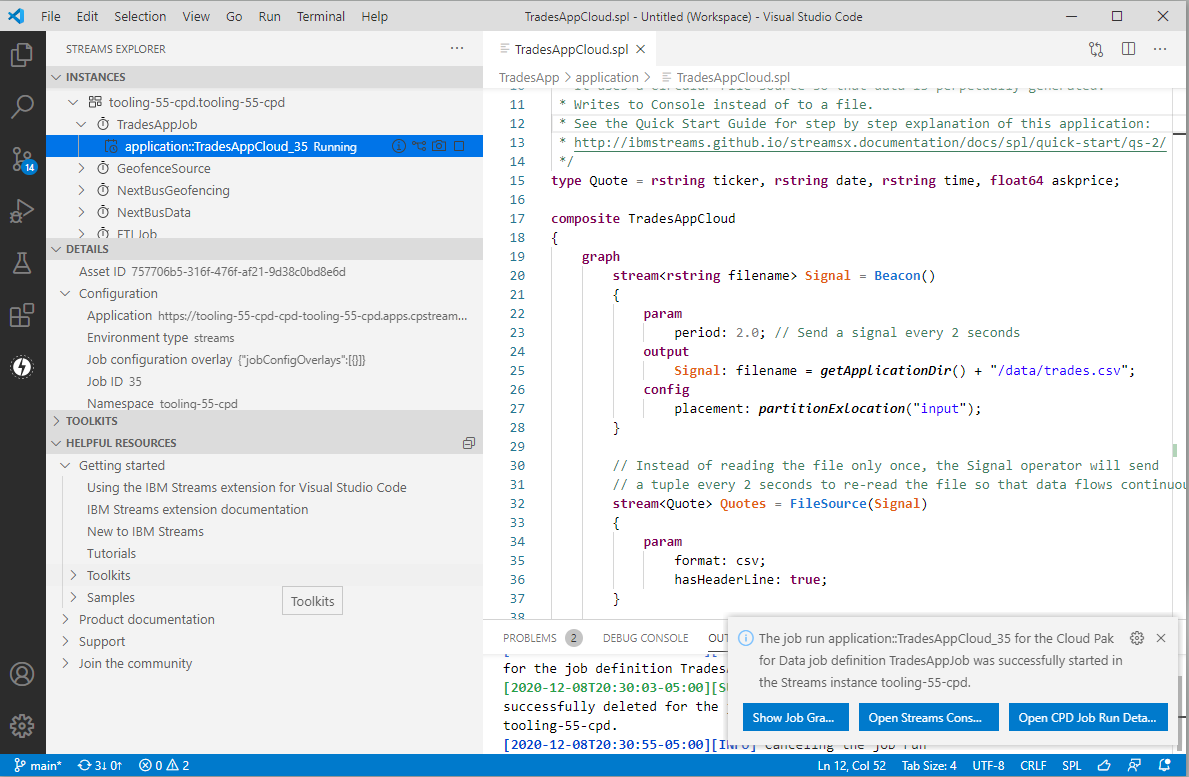 File Edit Selection View Go Run Terminal Help TradesAppCloud.spl - Untitled (Workspace) - Visual Studio Code
STREAMS EXPLORER
INSTANCES
tooling-55-cpd.tooling-55-cpd
TradesAppJob
application::TradesAppCloud_35 Running
GeofenceSource
NextBusGeofencing
NextBusData
ETLJob
14
DETAILS
Asset ID 757706b5-316f-476f-af21-9d38c0bd8e6d
Configuration
Application https://tooling-55-cpd-cpd-tooling-55-cpd.apps.cpstream...
Environment type streams
Job configuration overlay {"jobConfigOverlays":[{}]}
Job ID 35
Namespace tooling-55-cpd
TOOLKITS
HELPFUL RESOURCES
Getting started
Using the IBM Streams extension for Visual Studio Code
IBM Streams extension documentation
New to IBM Streams
Tutorials
Toolkits
Samples
Toolkits
Product documentation
Support
Join the community
TradesAppCloud.spl
TradesApp > application > TradesAppCloud.spl
10 * It uses a circular file source so that data is perpetually generated.
11 * Writes to Console instead of to a file.
12 * See the Quick Start Guide for step by step explanation of this application:
13 * http://ibmstreams.github.io/streamsx.documentation/docs/spl/quick-start/qs-2/
14 */
15 type Quote = rstring ticker, rstring date, rstring time, float64 askprice;
16
17 composite TradesAppCloud
18 {
19 graph
20 stream<rstring filename> Signal = Beacon()
21 {
22 param
23 period: 2.0; // Send a signal every 2 seconds
24 output
25 Signal: filename = getApplicationDir() + "/data/trades.csv";
26 config
27 placement: partitionExlocation("input");
28 }
29
30 // Instead of reading the file only once, the Signal operator will send
31 // a tuple every 2 seconds to re-read the file so that data flows continuou
32 stream<Quote> Quotes = FileSource(Signal)
33 {
34 param
35 format: csv;
36 hasHeaderLine: true;
37 }
38
PROBLEMS 2 DEBUG CONSOLE OUT
for the job definition Trades
[2020-12-08T20:30:03-05:00][S
successfully deleted for the
tooling-55-cpd.
[2020-12-08T20:30:55-05:00][INFO] Canceling the job run
The job run application::TradesAppCloud_35 for the Cloud Pak
for Data job definition TradesAppJob was successfully started in
the Streams instance tooling-55-cpd.
Show Job Gra... Open Streams Cons... Open CPD Job Run Deta...
main* 3↓ 0↑ 0 2 Ln 12, Col 52 Tab Size: 4 UTF-8 CRLF SPL